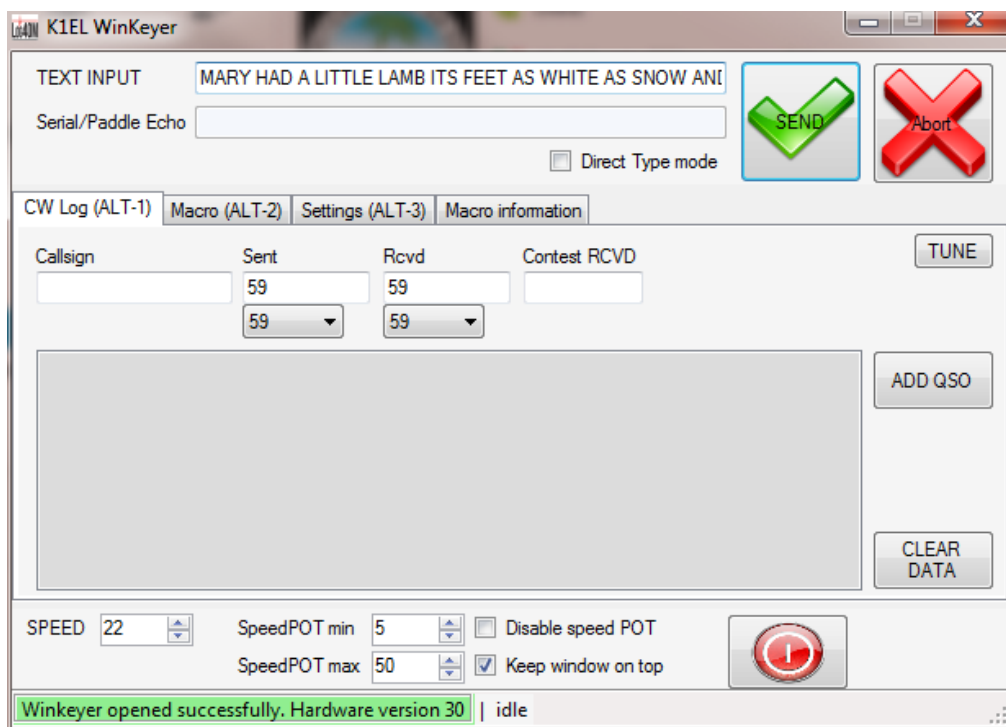 K1EL WinKeyer
TEXT INPUT MARY HAD A LITTLE LAMB ITS FEET AS WHITE AS SNOW AND
Serial/Paddle Echo
SEND
Abort
Direct Type mode
CW Log (ALT-1) Macro (ALT-2) Settings (ALT-3) Macro information
Callsign Sent Rcvd Contest RCVD TUNE
59 59
59 59
ADD QSO
CLEAR
DATA
SPEED 22 SpeedPOT min 5 Disable speed POT
SpeedPOT max 50 Keep window on top
Winkeyer opened successfully. Hardware version 30 | idle